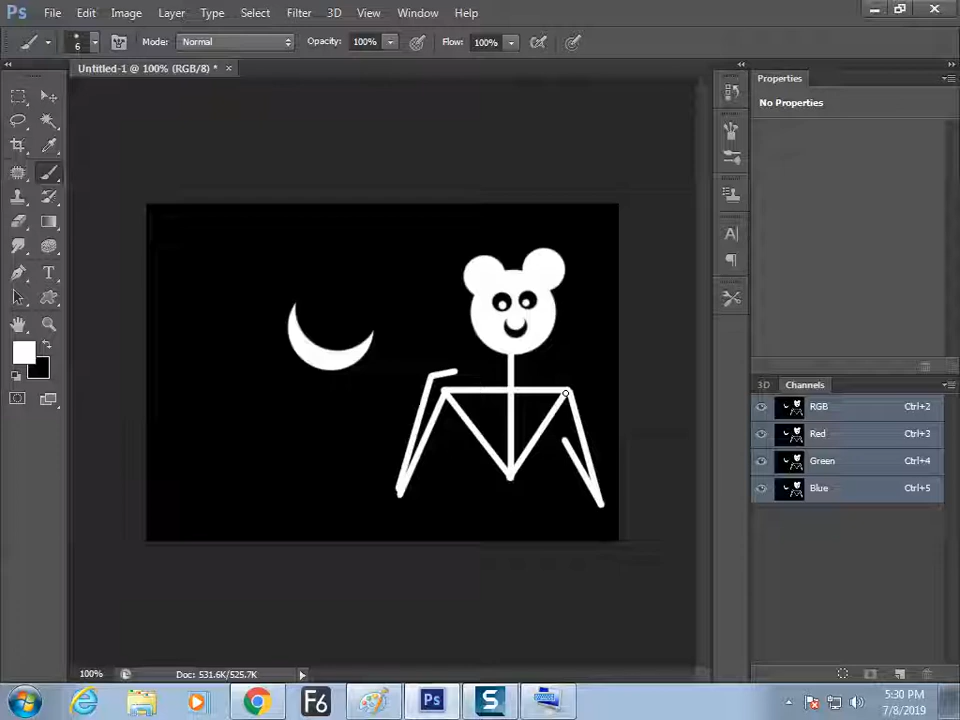 Ps File Edit Image Layer Type Select Filter 3D View Window Help
6 Mode: Normal Opacity: 100% Flow: 100%
Untitled-1 @ 100% (RGB/8) * ×
Properties
No Properties
3D Channels
RGB Ctrl+2
Red Ctrl+3
Green Ctrl+4
Blue Ctrl+5
100% Doc: 531.6K/525.7K
F6 Ps S
5:30 PM
7/8/2019